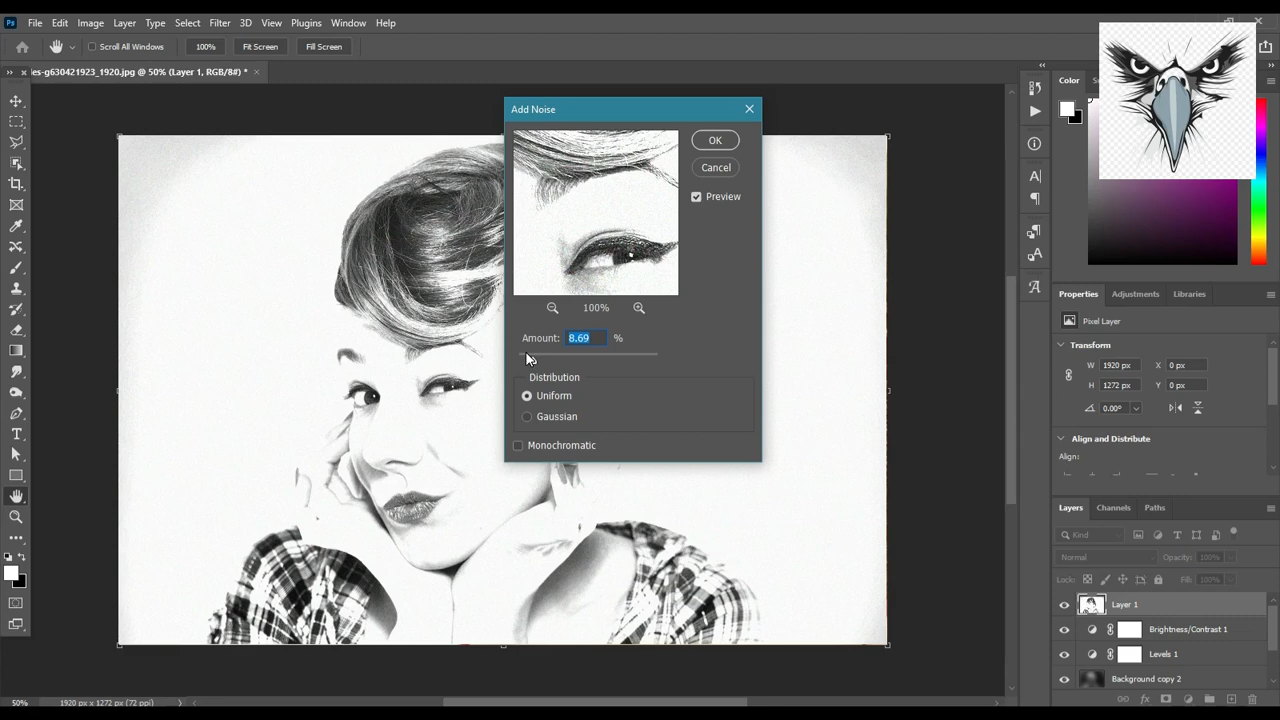 Ps File Edit Image Layer Type Select Filter 3D View Plugins Window Help
Scroll All Windows 100% Fit Screen Fill Screen
ies-g630421923_1920.jpg @ 50% (Layer 1, RGB/8#) *
Add Noise
OK
Cancel
Preview
100%
Amount: 8.69 %
Distribution
Uniform
Gaussian
Monochromatic
Color
Properties Adjustments Libraries
Pixel Layer
Transform
W 1920 px X 0 px
H 1272 px Y 0 px
0.00°
Align and Distribute
Align:
Layers Channels Paths
Kind
Normal Opacity: 100%
Lock: Fill: 100%
Layer 1
Brightness/Contrast 1
Levels 1
Background copy 2
50% 1920 px x 1272 px (72 ppi)